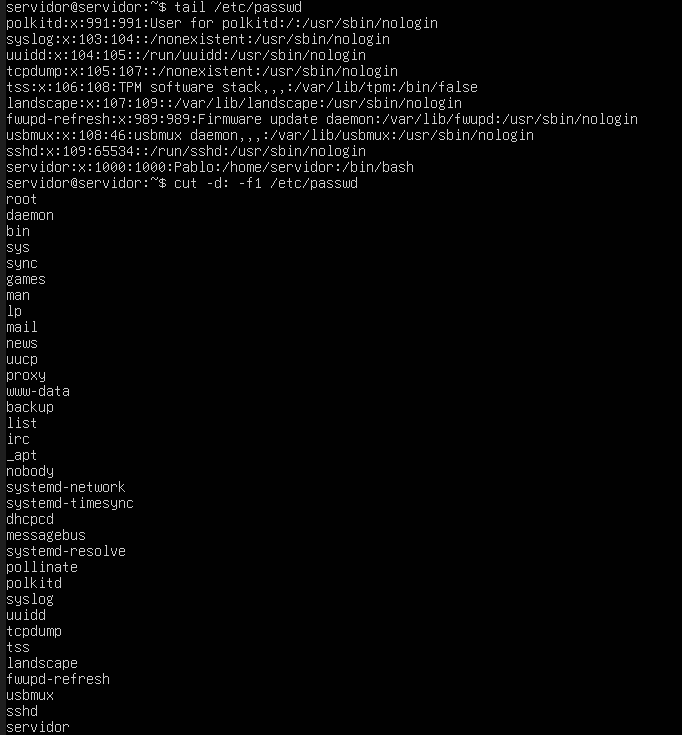 servidor@servidor:~$ tail /etc/passwd
polkitd:x:991:991:User for polkitd:/:/usr/sbin/nologin
syslog:x:103:104::/nonexistent:/usr/sbin/nologin
uuidd:x:104:105::/run/uuidd:/usr/sbin/nologin
tcpdump:x:105:107::/nonexistent:/usr/sbin/nologin
tss:x:106:108:TPM software stack,,,:/var/lib/tpm:/bin/false
landscape:x:107:109::/var/lib/landscape:/usr/sbin/nologin
fwupd-refresh:x:989:989:Firmware update daemon:/var/lib/fwupd:/usr/sbin/nologin
usbmux:x:108:46:usbmux daemon,,,:/var/lib/usbmux:/usr/sbin/nologin
sshd:x:109:65534::/run/sshd:/usr/sbin/nologin
servidor:x:1000:1000:Pablo:/home/servidor:/bin/bash
servidor@servidor:~$ cut -d: -f1 /etc/passwd
root
daemon
bin
sys
sync
games
man
lp
mail
news
uucp
proxy
www-data
backup
list
irc
_apt
nobody
systemd-network
systemd-timesync
dhcpcd
messagebus
systemd-resolve
pollinate
polkitd
syslog
uuidd
tcpdump
tss
landscape
fwupd-refresh
usbmux
sshd
servidor